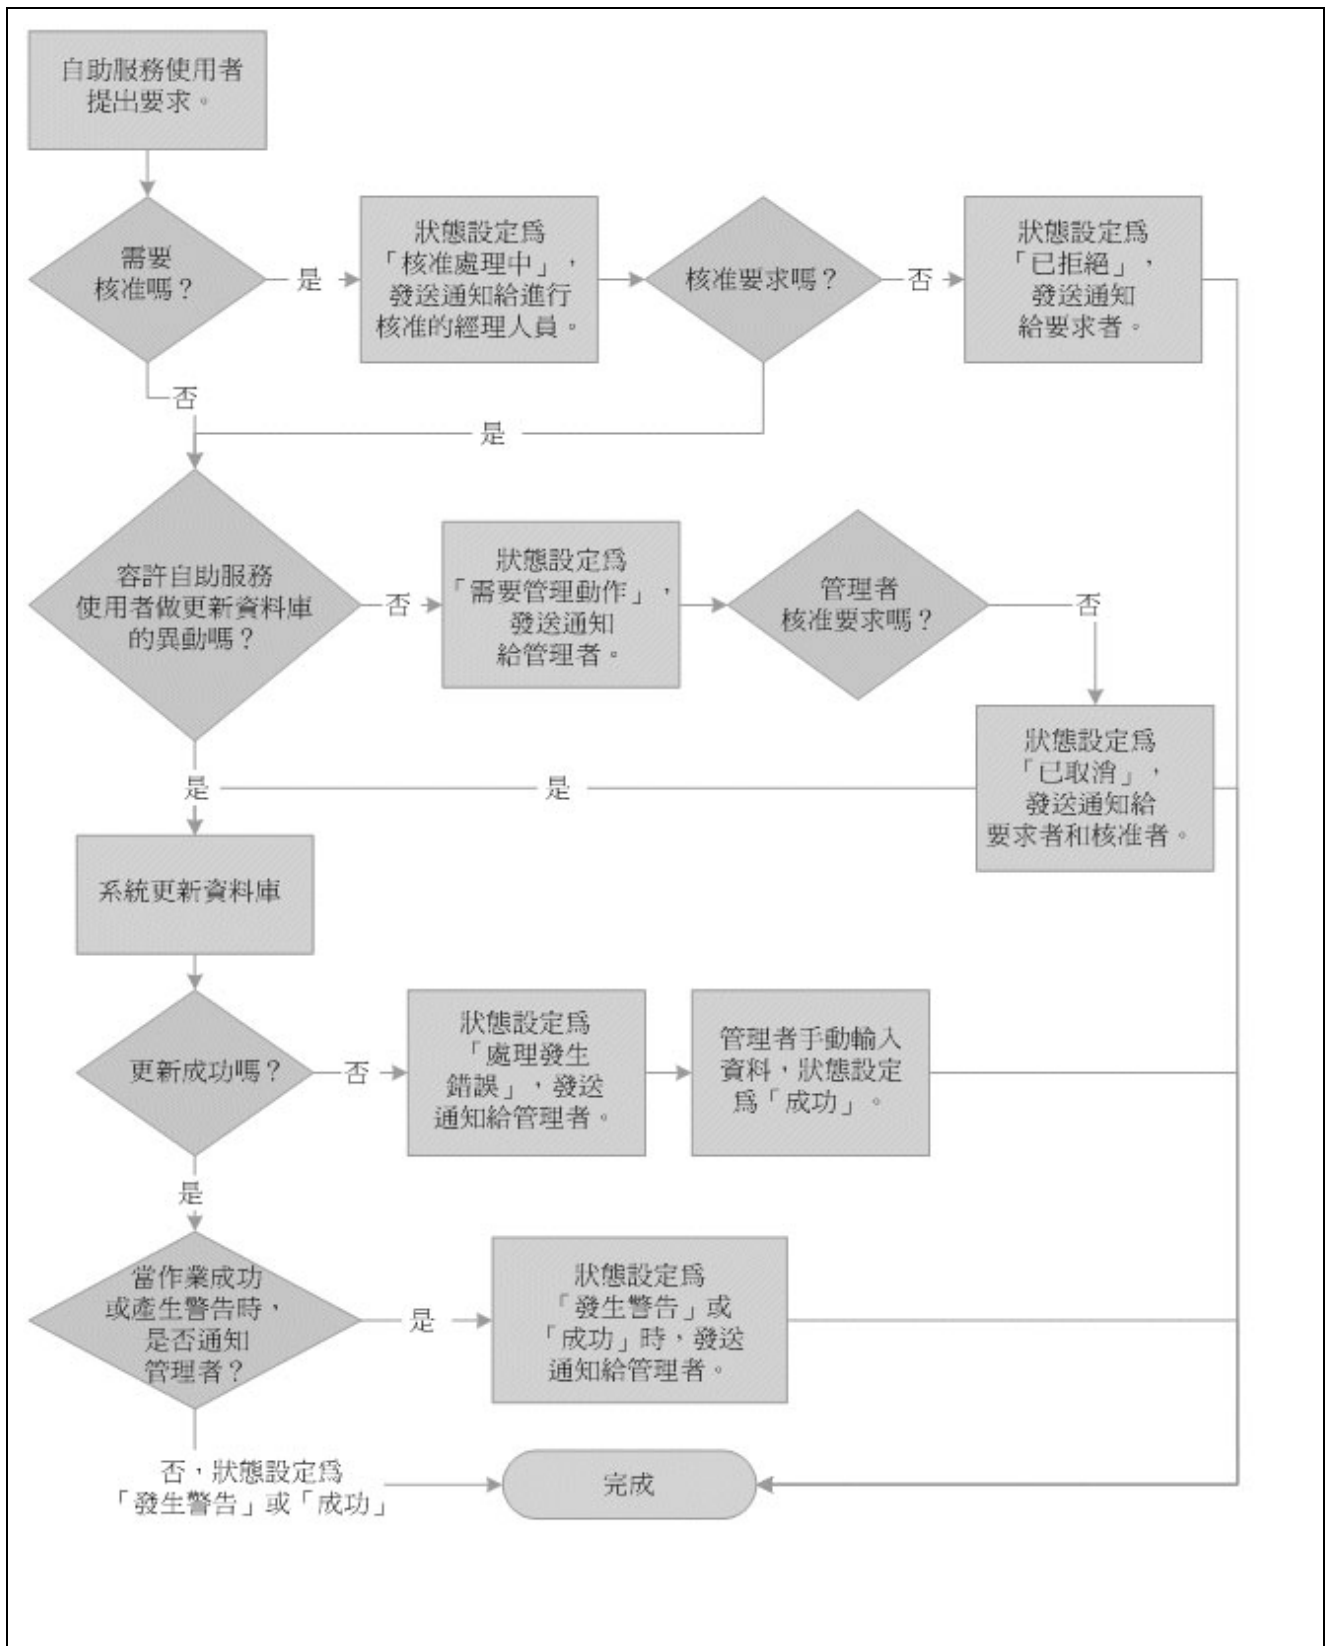 自助服務使用者
提出要求。
需要
核准嗎？
是
狀態設定爲
「核准處理中」，
發送通知給進行
核准的經理人員。
核准要求嗎？
否
狀態設定爲
「已拒絕」，
發送通知
給要求者。
否
是
容許自助服務
使用者做更新資料庫
的異動嗎？
否
狀態設定爲
「需要管理動作」，
發送通知
給管理者。
管理者
核准要求嗎？
否
狀態設定爲
「已取消」，
發送通知給
要求者和核准者。
是
是
系統更新資料庫
更新成功嗎？
否
狀態設定爲
「處理發生
錯誤」，發送
通知給管理者。
管理者手動輸入
資料，狀態設定
爲「成功」。
是
當作業成功
或產生警告時，
是否通知
管理者？
是
狀態設定爲
「發生警告」或
「成功」時，發送
通知給管理者。
否，狀態設定爲
「發生警告」或「成功」
完成